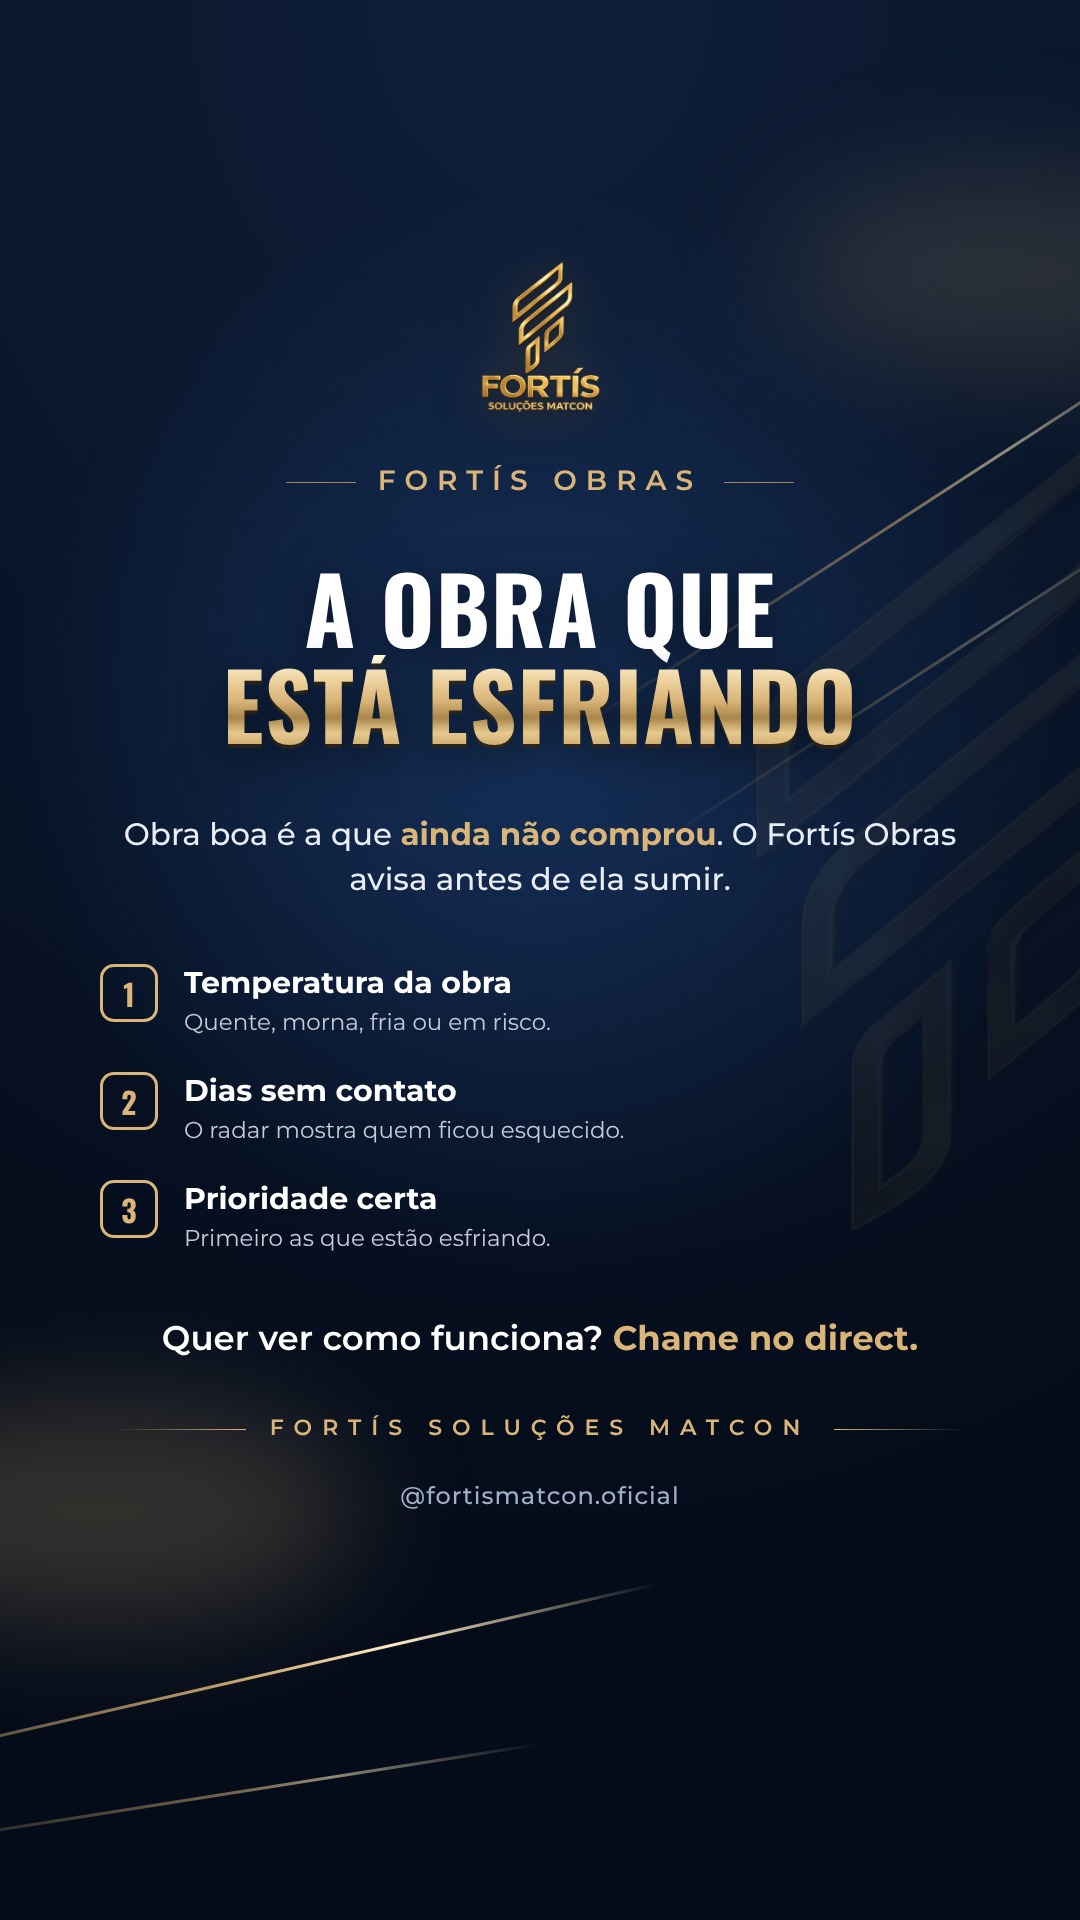 FORTÍS
SOLUÇÕES MATCON
FORTÍS OBRAS
A OBRA QUE
ESTÁ ESFRIANDO
Obra boa é a que ainda não comprou. O Fortís Obras
avisa antes de ela sumir.
1
Temperatura da obra
Quente, morna, fria ou em risco.
2
Dias sem contato
O radar mostra quem ficou esquecido.
3
Prioridade certa
Primeiro as que estão esfriando.
Quer ver como funciona? Chame no direct.
FORTÍS SOLUÇÕES MATCON
@fortismatcon.oficial